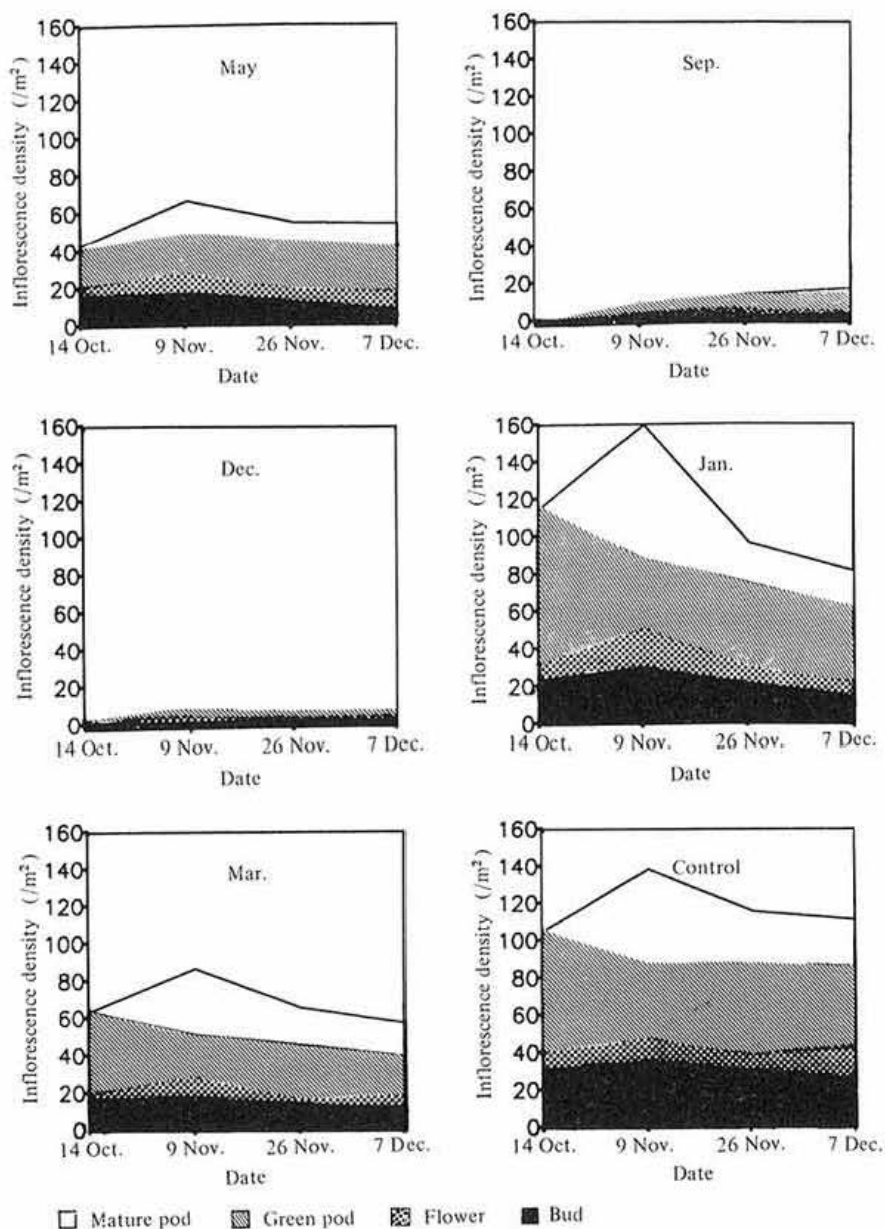 May
Inflorescence density (/m²)
160
140
120
100
80
60
40
20
0
14 Oct. 9 Nov. 26 Nov. 7 Dec.
Date
Sep.
Inflorescence density (/m²)
160
140
120
100
80
60
40
20
0
14 Oct. 9 Nov. 26 Nov. 7 Dec.
Date
Dec.
Inflorescence density (/m²)
160
140
120
100
80
60
40
20
0
14 Oct. 9 Nov. 26 Nov. 7 Dec.
Date
Jan.
Inflorescence density (/m²)
160
140
120
100
80
60
40
20
0
14 Oct. 9 Nov. 26 Nov. 7 Dec.
Date
Mar.
Inflorescence density (/m²)
160
140
120
100
80
60
40
20
0
14 Oct. 9 Nov. 26 Nov. 7 Dec.
Date
Control
Inflorescence density (/m²)
160
140
120
100
80
60
40
20
0
14 Oct. 9 Nov. 26 Nov. 7 Dec.
Date
Mature pod Green pod Flower Bud